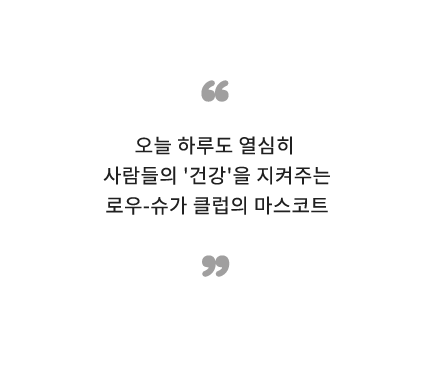 “
오늘 하루도 열심히
사람들의 '건강'을 지켜주는
로우-슈가 클럽의 마스코트
”